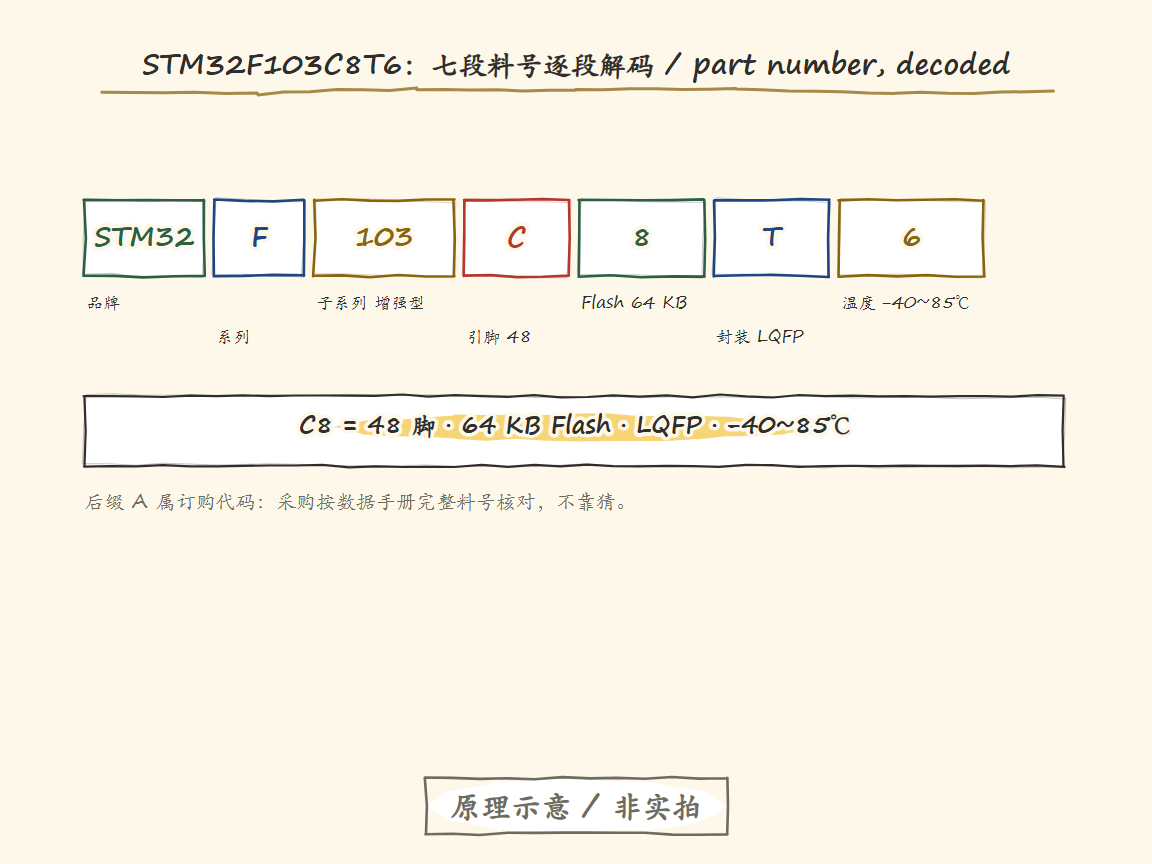 STM32F103C8T6：七段料号逐段解码 / part number, decoded
STM32 F 103 C 8 T 6
品牌 子系列 增强型 Flash 64 KB 温度 -40~85℃
系列 引脚 48 封装 LQFP
C8 = 48 脚 · 64 KB Flash · LQFP · -40~85℃
后缀 A 属订购代码：采购按数据手册完整料号核对，不靠猜。
原理示意 / 非实拍